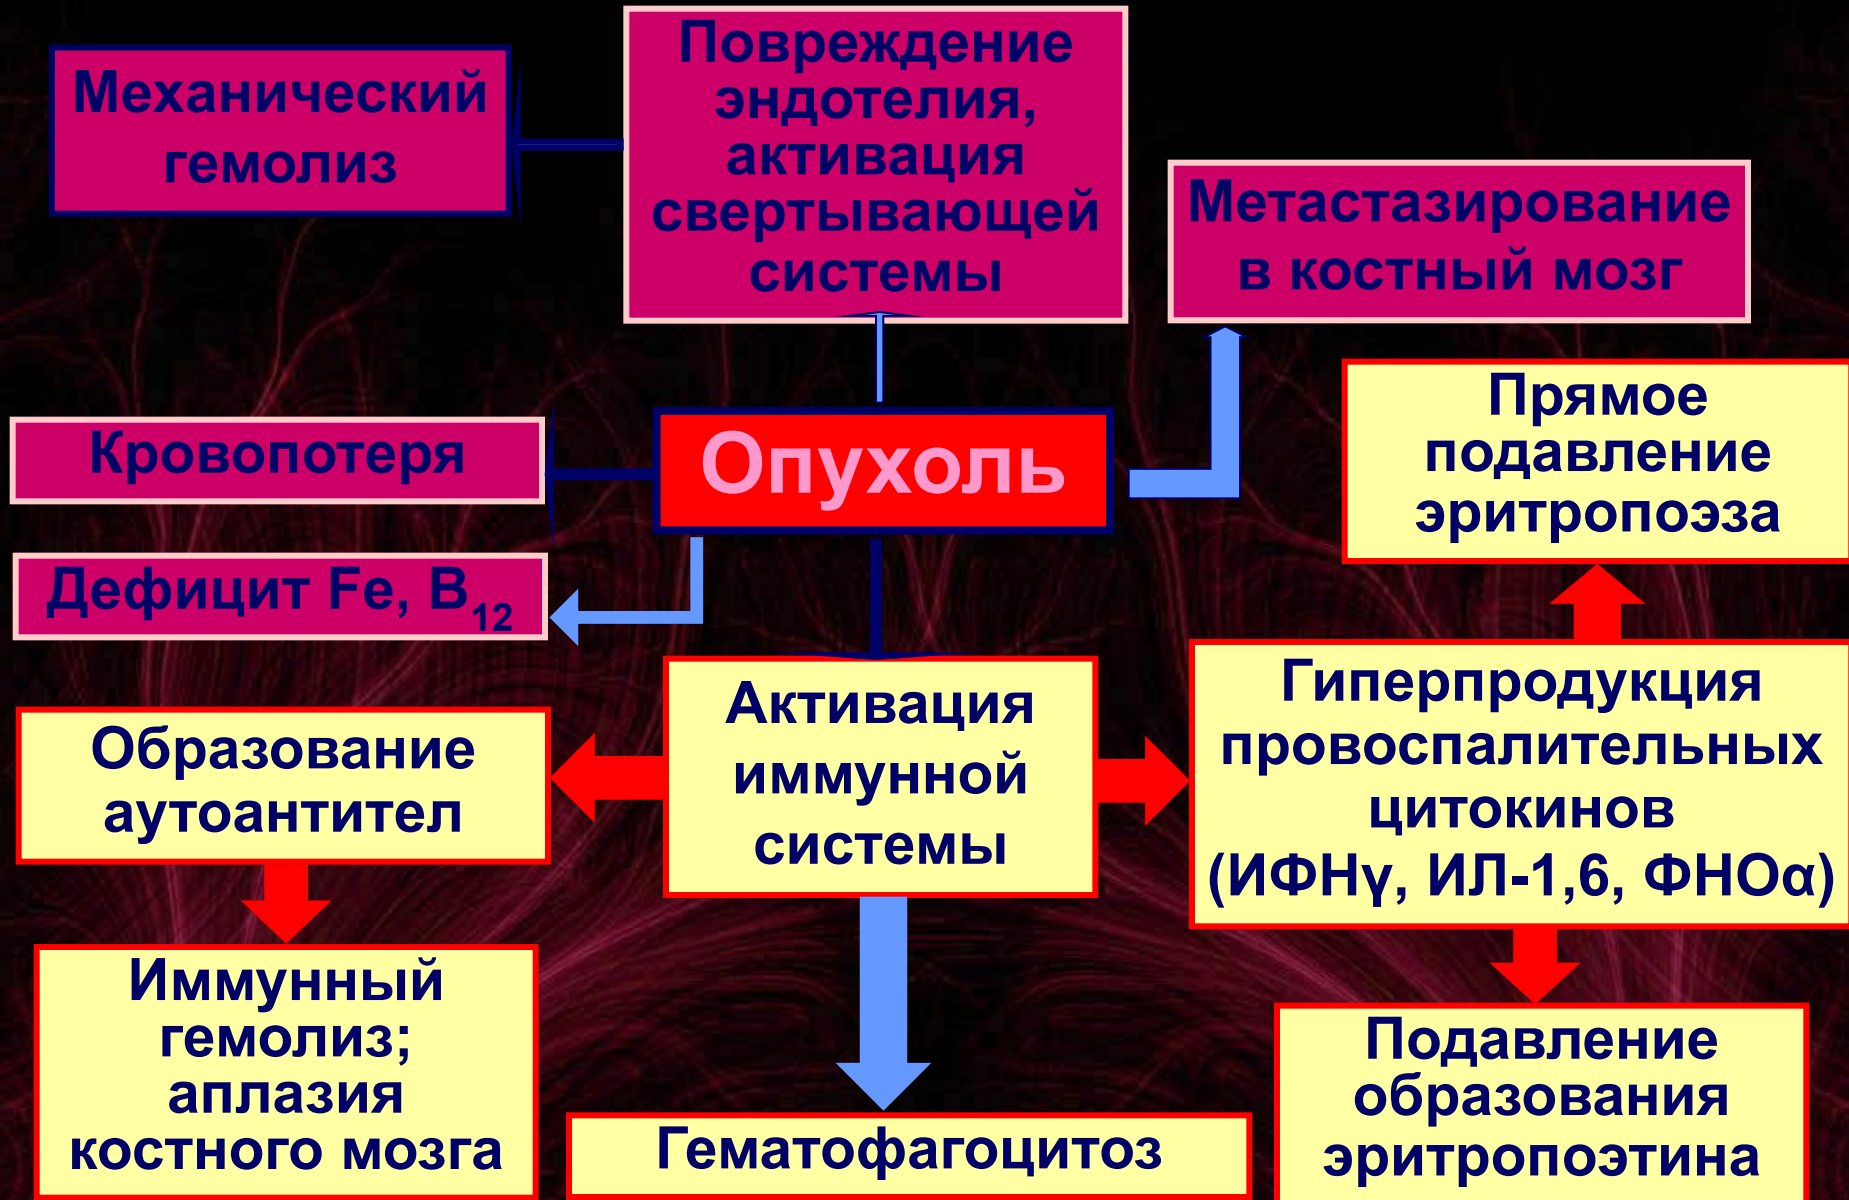 Механический
гемолиз
Повреждение
эндотелия,
активация
свертывающей
системы
Метастазирование
в костный мозг
Кровопотеря
Опухоль
Прямое
подавление
эритропоэза
Дефицит Fe, B₁₂
Образование
аутоантител
Активация
иммунной
системы
Гиперпродукция
провоспалительных
цитокинов
(ИФНγ, ИЛ-1,6, ФНОα)
Иммунный
гемолиз;
аплазия
костного мозга
Гематофагоцитоз
Подавление
образования
эритропоэтина